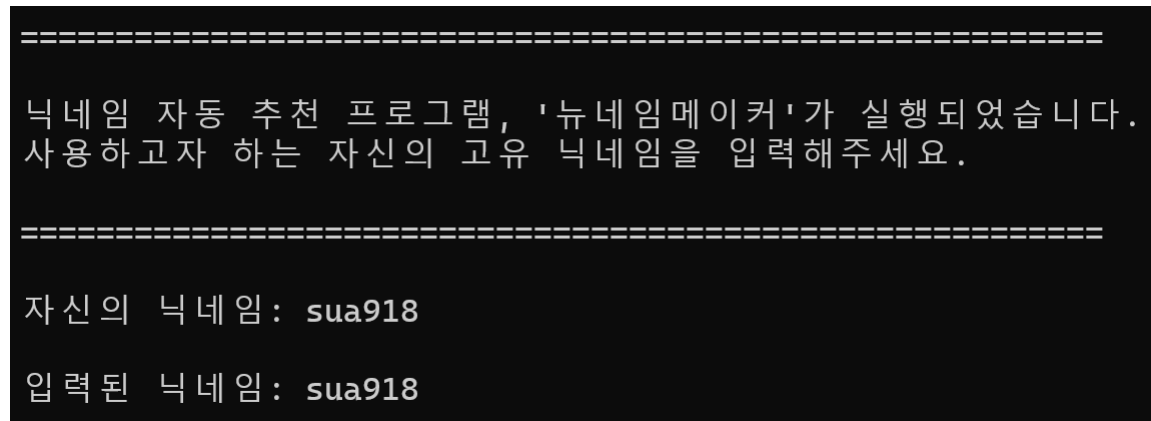 =========================================================
닉네임 자동 추천 프로그램, '뉴네임메이커'가 실행되었습니다.
사용하고자 하는 자신의 고유 닉네임을 입력해주세요.
=========================================================
자신의 닉네임: sua918
입력된 닉네임: sua918